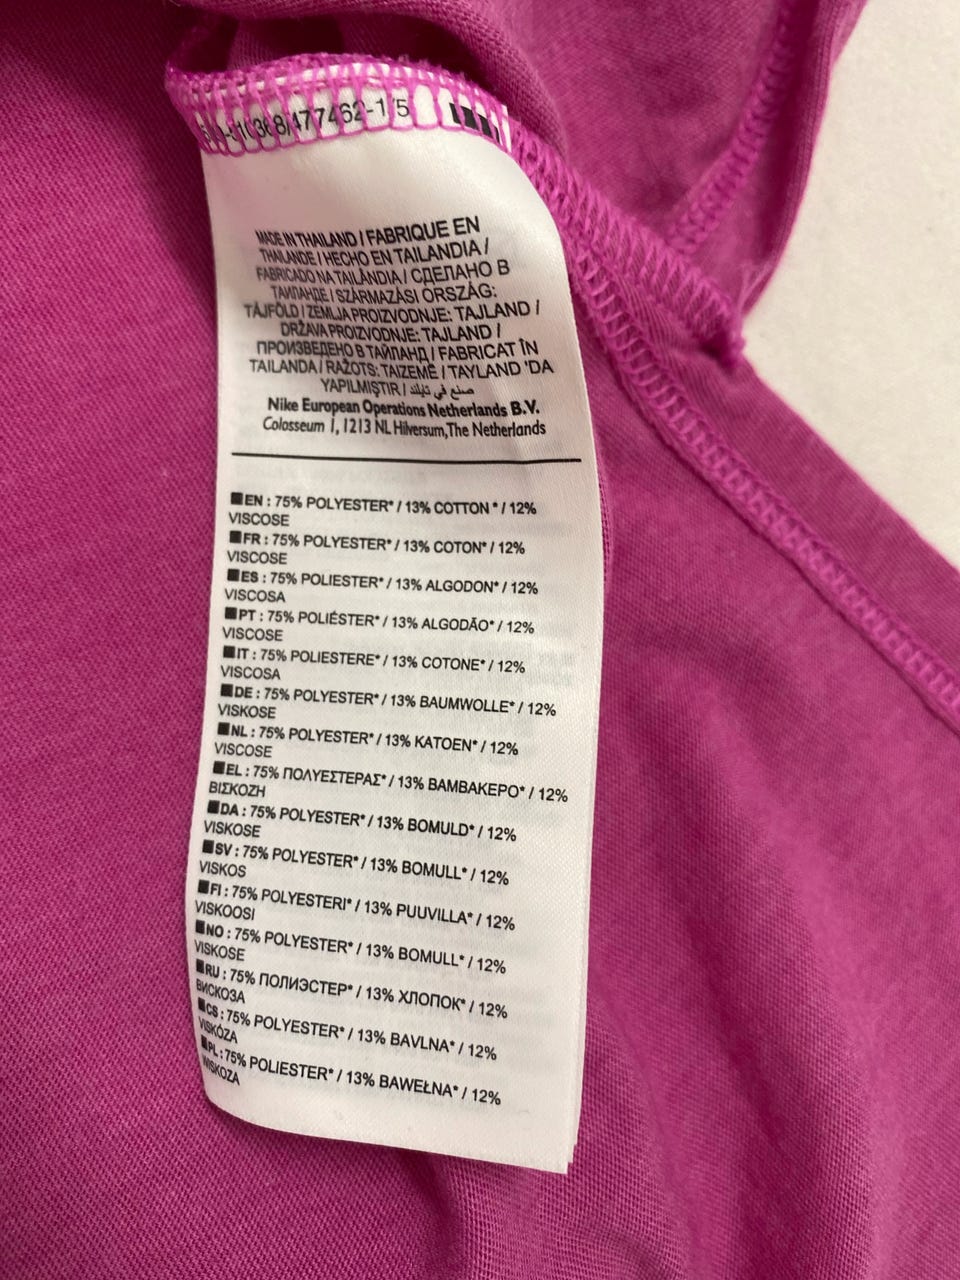 368/477462-1/5
MADE IN THAILAND / FABRIQUE EN
THAILANDE / HECHO EN TAILANDIA /
FABRICADO NA TAILÂNDIA / СДЕЛАНО В
ТАИЛАНДЕ / SZÁRMAZÁSI ORSZÁG:
TÁJFÖLD / ZEMLJA PROIZVODNJE: TAJLAND /
DRŽAVA PROIZVODNJE: TAJLAND /
ПРОИЗВЕДЕНО В ТАЙЛАНД / FABRICAT ÎN
TAILANDA / RAŽOTS: TAIZEMĒ / TAYLAND 'DA
YAPILMIŞTIR / صنع في تايلاند
Nike European Operations Netherlands B.V.
Colosseum 1, 1213 NL Hilversum, The Netherlands
■EN : 75% POLYESTER* / 13% COTTON * / 12%
VISCOSE
■FR : 75% POLYESTER* / 13% COTON* / 12%
VISCOSE
■ES : 75% POLIESTER* / 13% ALGODON* / 12%
VISCOSA
■PT : 75% POLIÉSTER* / 13% ALGODÃO* / 12%
VISCOSE
■IT : 75% POLIESTERE* / 13% COTONE* / 12%
VISCOSA
■DE : 75% POLYESTER* / 13% BAUMWOLLE* / 12%
VISKOSE
■NL : 75% POLYESTER* / 13% KATOEN* / 12%
VISCOSE
■EL : 75% ΠΟΛΥΕΣΤΕΡΑΣ* / 13% ΒΑΜΒΑΚΕΡΟ* / 12%
ΒΙΣΚΟΖΗ
■DA : 75% POLYESTER* / 13% BOMULD* / 12%
VISKOSE
■SV : 75% POLYESTER* / 13% BOMULL* / 12%
VISKOS
■FI : 75% POLYESTERI* / 13% PUUVILLA* / 12%
VISKOOSI
■NO : 75% POLYESTER* / 13% BOMULL* / 12%
VISKOSE
■RU : 75% ПОЛИЭСТЕР* / 13% ХЛОПОК* / 12%
ВИСКОЗА
■CS : 75% POLYESTER* / 13% BAVLNA* / 12%
VISKÓZA
■PL : 75% POLIESTER* / 13% BAWEŁNA* / 12%
WISKOZA